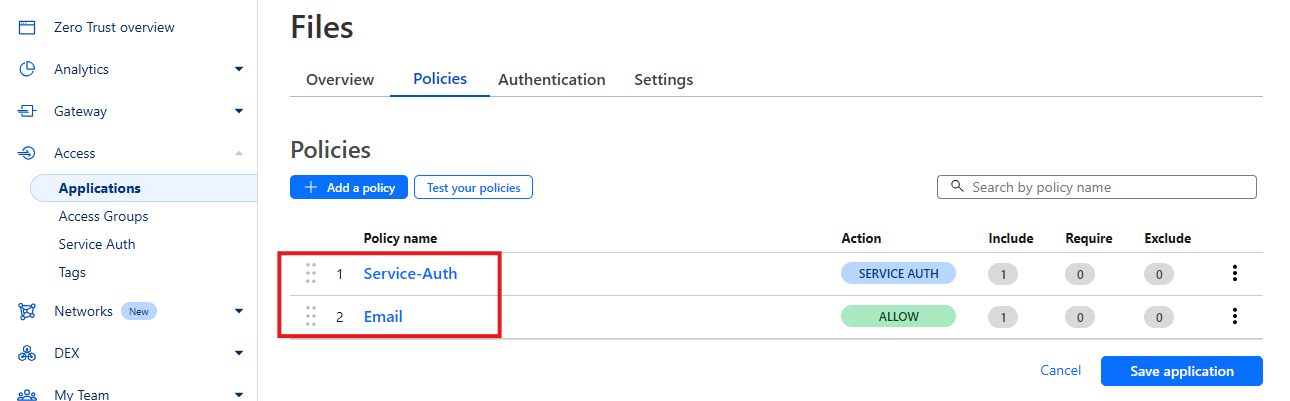 Zero Trust overview
Analytics
Gateway
Access
Applications
Access Groups
Service Auth
Tags
Networks New
DEX
My Team
Files
Overview Policies Authentication Settings
Policies
+ Add a policy Test your policies Search by policy name
Policy name Action Include Require Exclude
1 Service-Auth SERVICE AUTH 1 0 0
2 Email ALLOW 1 0 0
Cancel Save application